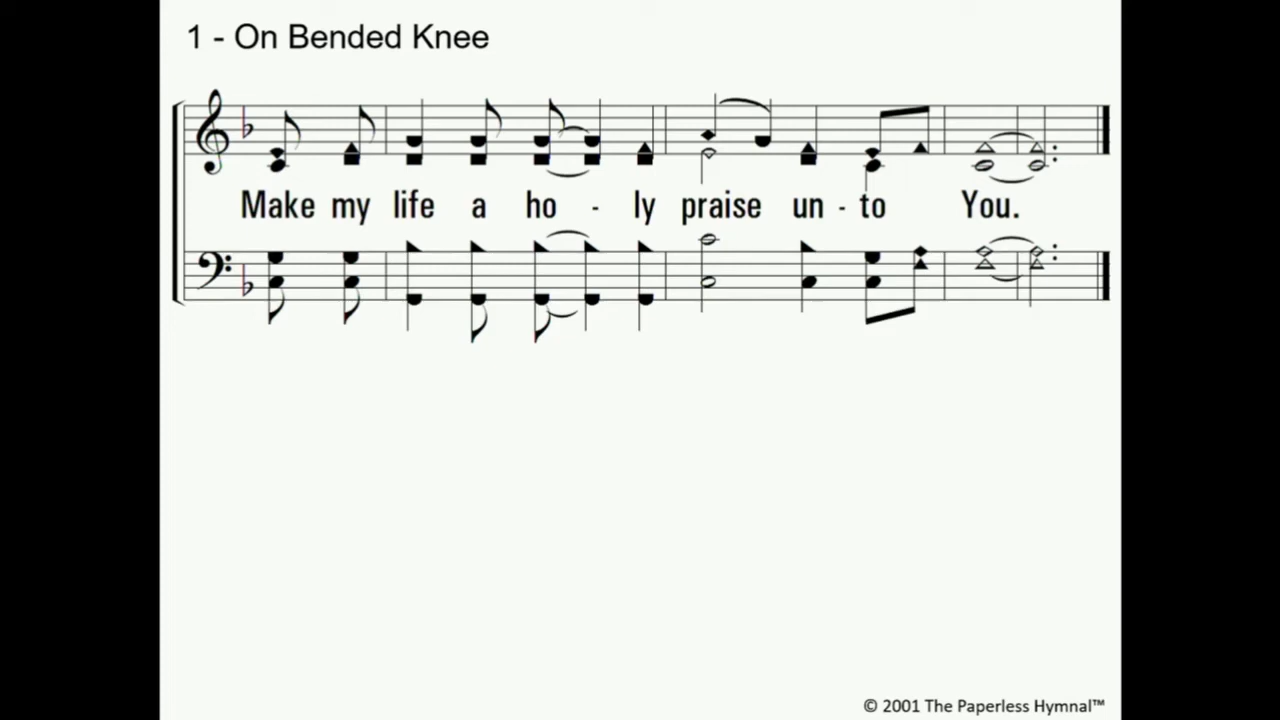 1 - On Bended Knee
Make my life a ho - ly praise un - to You.
© 2001 The Paperless Hymnal™